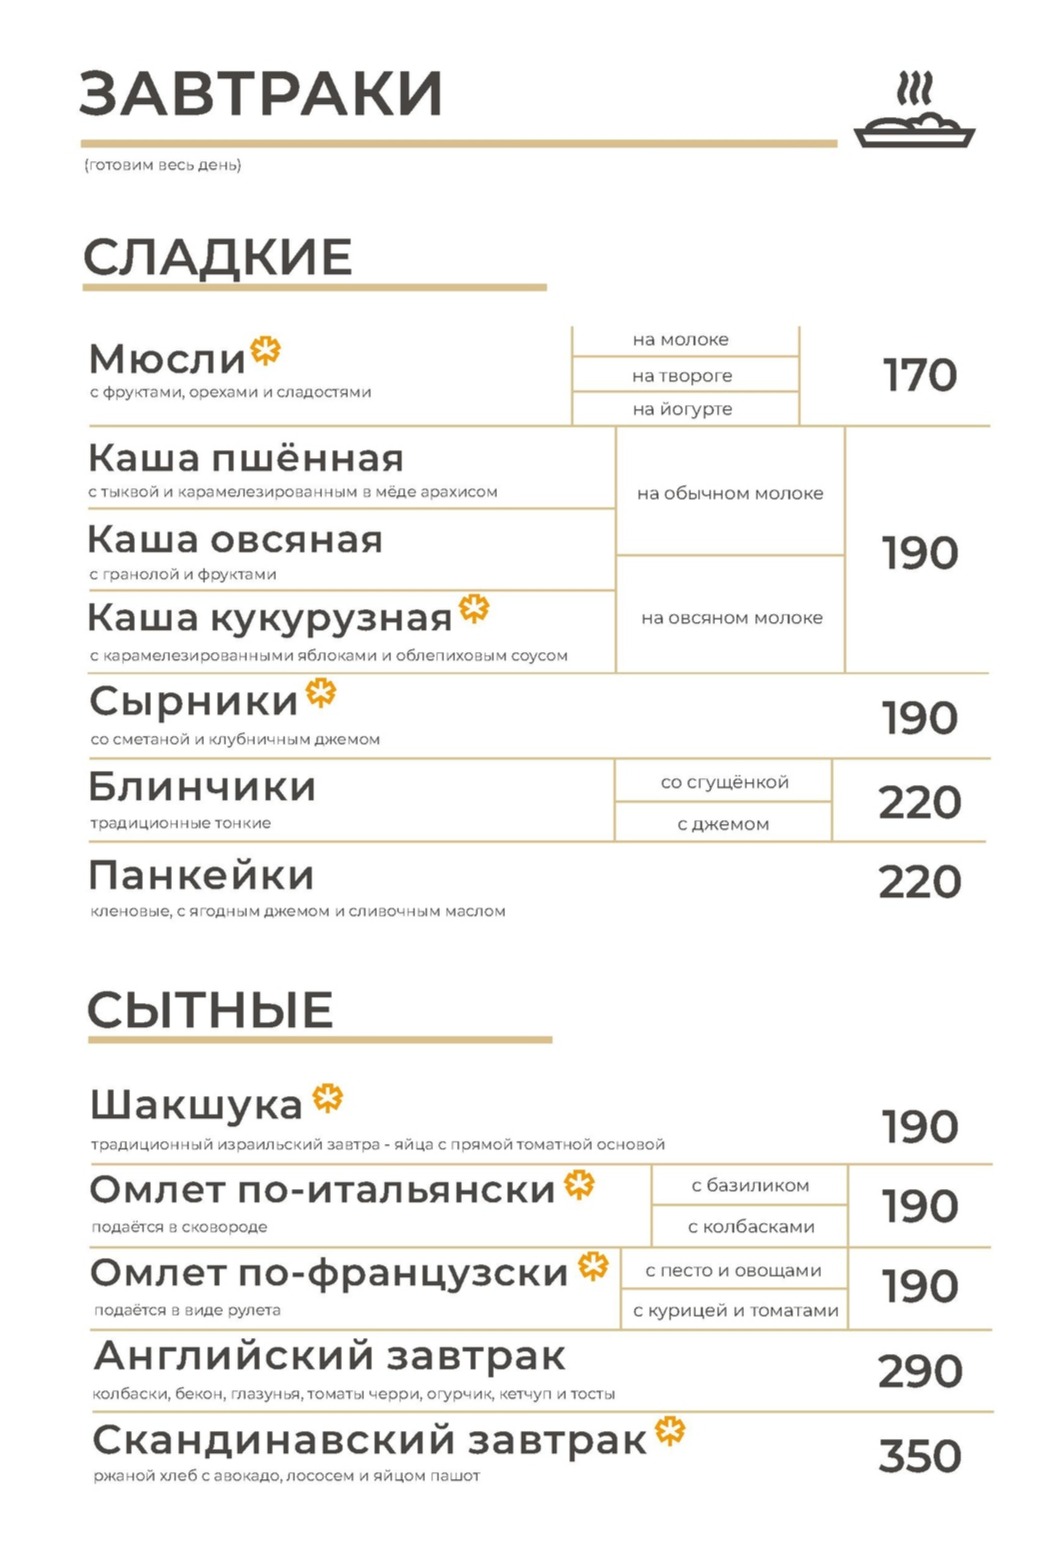 ЗАВТРАКИ
(готовим весь день)
СЛАДКИЕ
Мюсли
с фруктами, орехами и сладостями
на молоке
на твороге
на йогурте
170
Каша пшённая
с тыквой и карамелезированным в мёде арахисом
Каша овсяная
с гранолой и фруктами
Каша кукурузная
с карамелезированными яблоками и облепиховым соусом
на обычном молоке
на овсяном молоке
190
Сырники
со сметаной и клубничным джемом
190
Блинчики
традиционные тонкие
со сгущёнкой
с джемом
220
Панкейки
кленовые, с ягодным джемом и сливочным маслом
220
СЫТНЫЕ
Шакшука
традиционный израильский завтра - яйца с прямой томатной основой
190
Омлет по-итальянски
подаётся в сковороде
с базиликом
с колбасками
190
Омлет по-французски
подаётся в виде рулета
с песто и овощами
с курицей и томатами
190
Английский завтрак
колбаски, бекон, глазунья, томаты черри, огурчик, кетчуп и тосты
290
Скандинавский завтрак
ржаной хлеб с авокадо, лососем и яйцом пашот
350